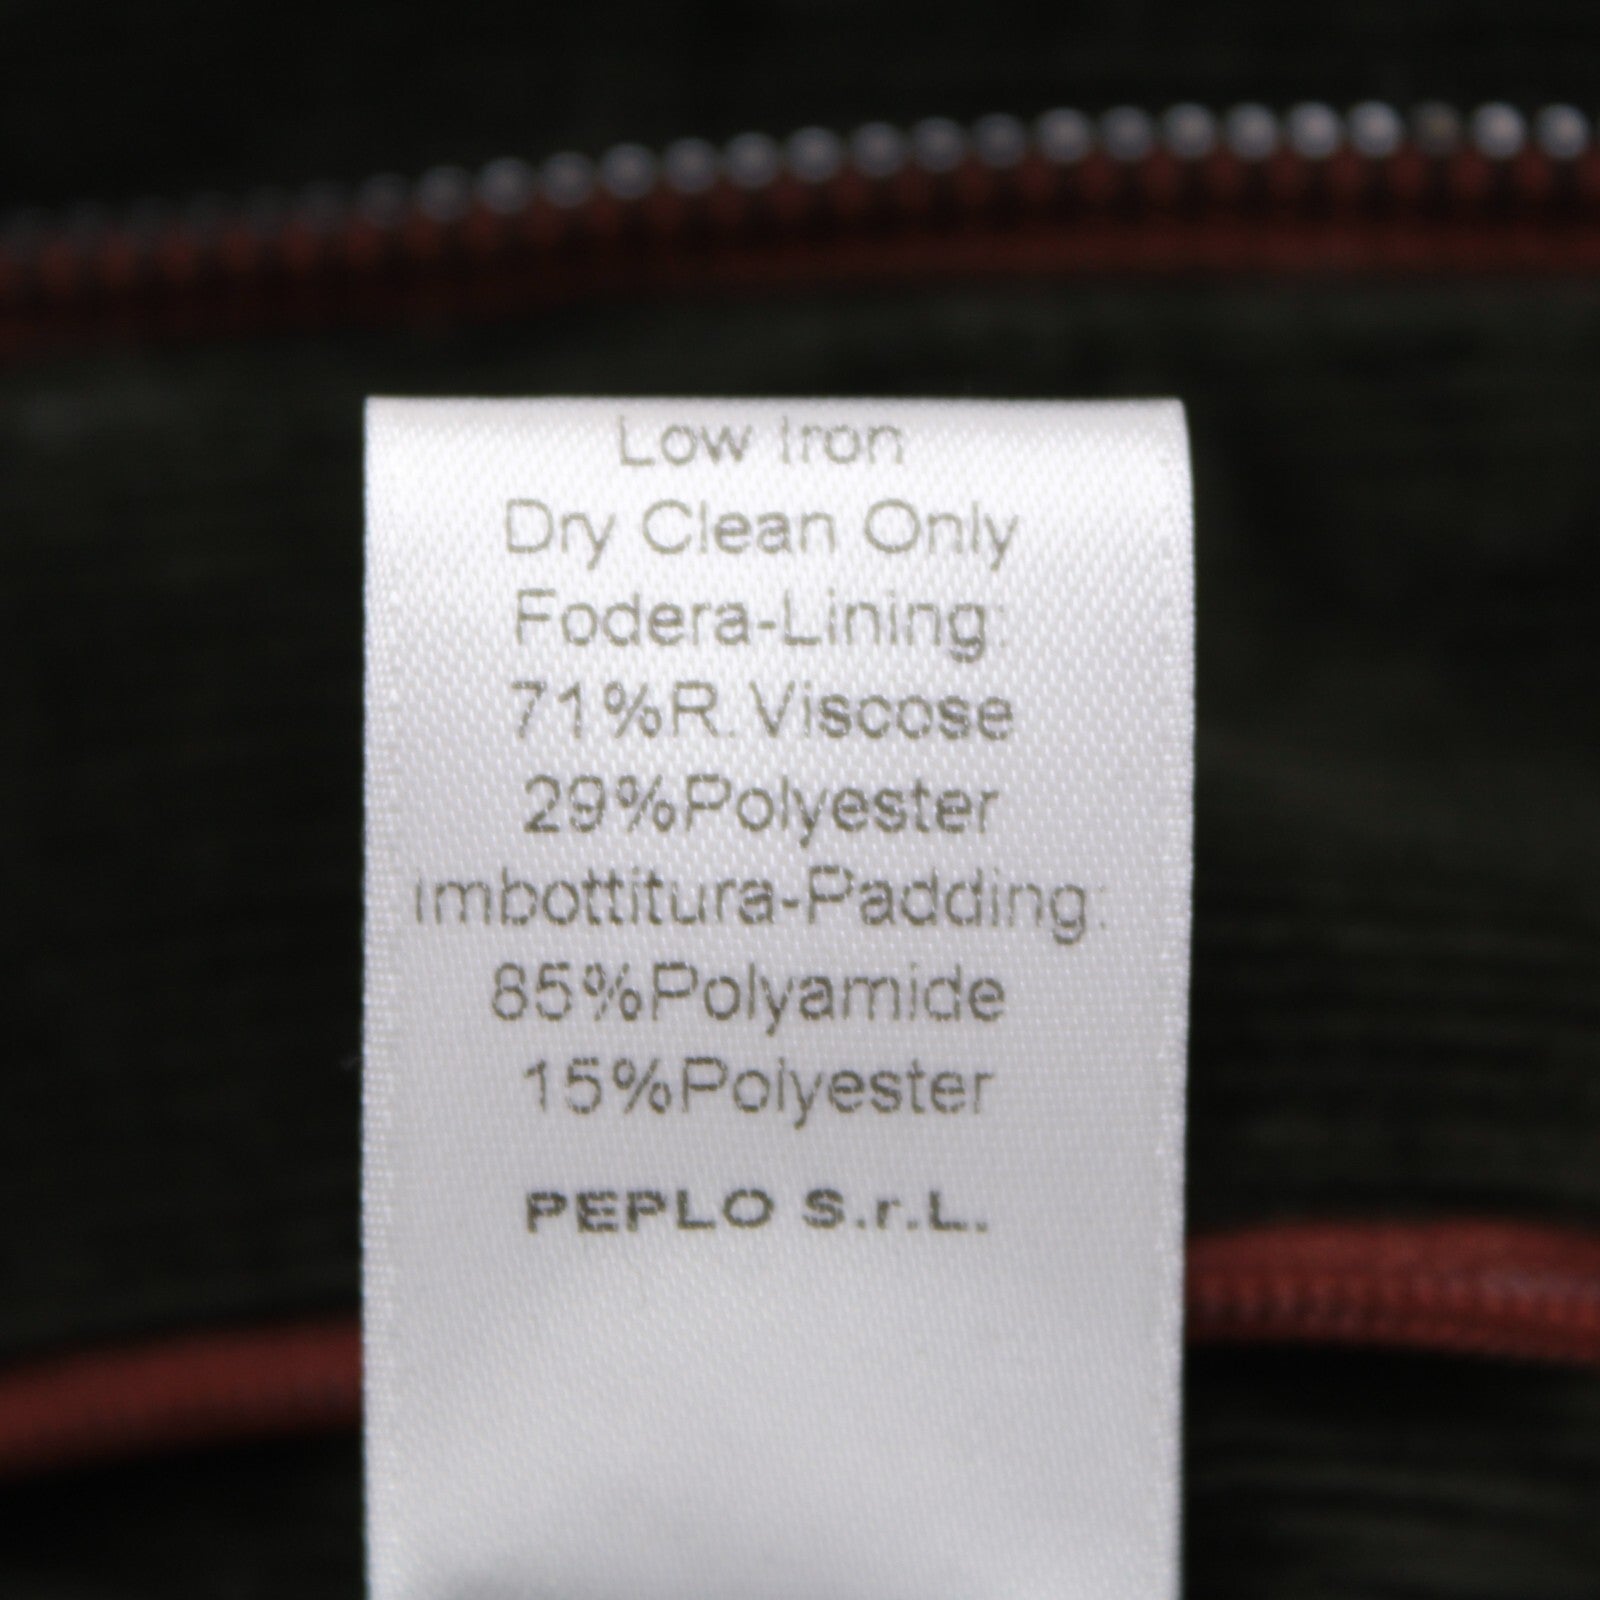 Low Iron
Dry Clean Only
Fodera-Lining:
71%R. Viscose
29%Polyester
Imbottitura-Padding:
85%Polyamide
15%Polyester
PEPLO S.r.L.